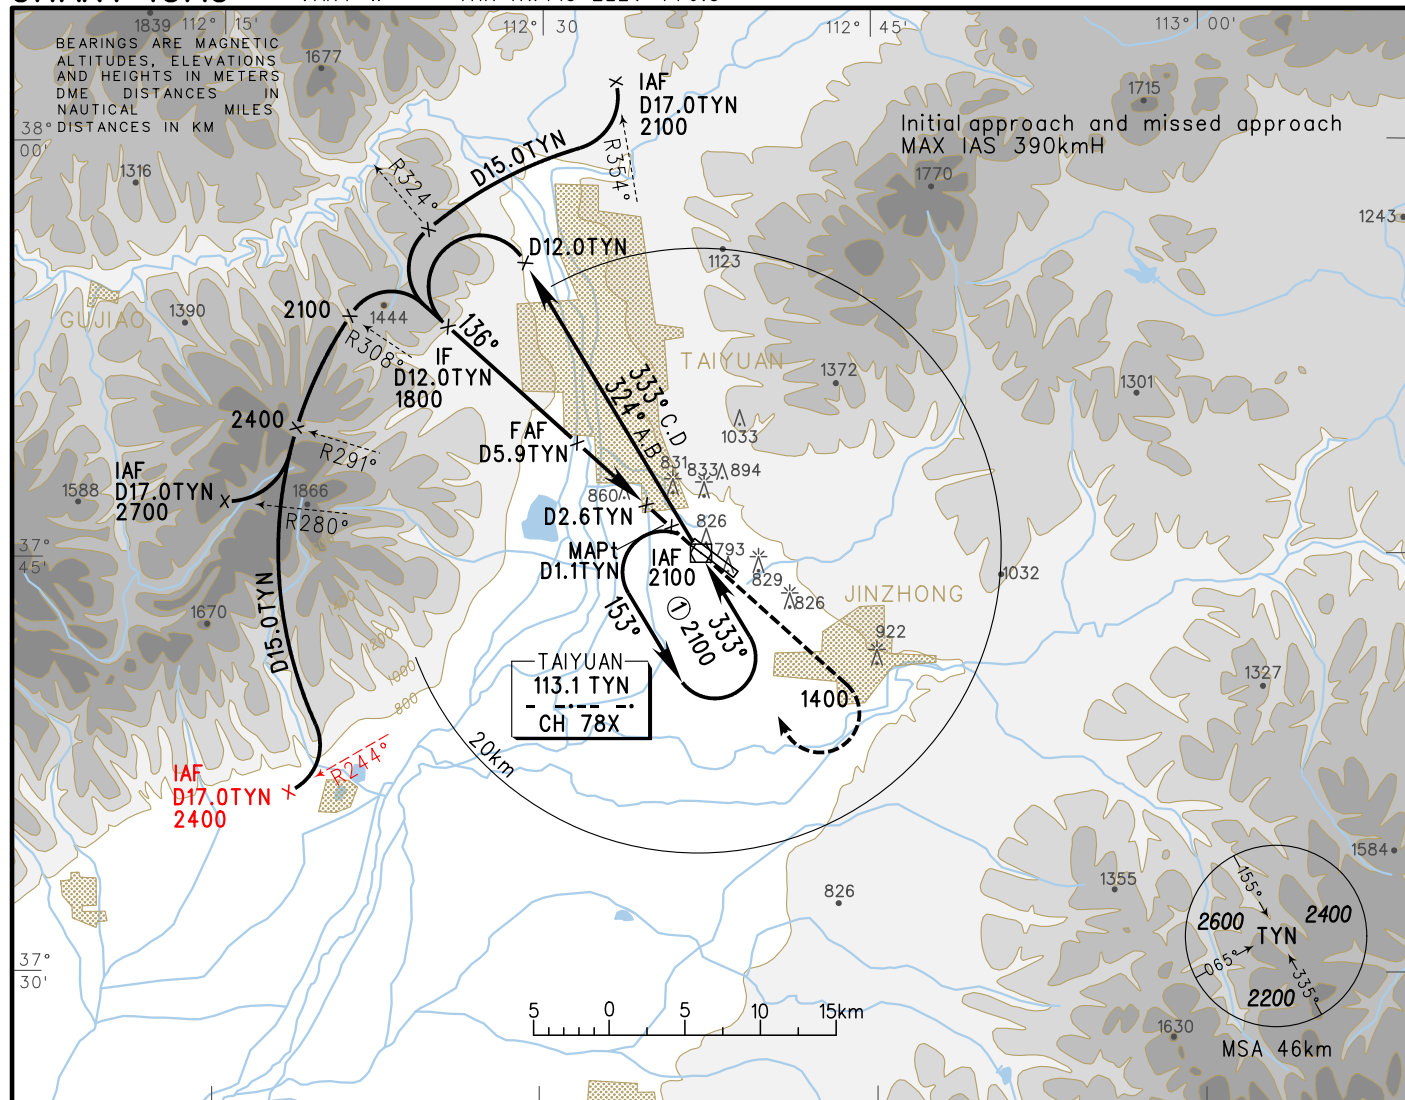 1839
112° 15'
112° 30'
112° 45'
113° 00'
BEARINGS ARE MAGNETIC
ALTITUDES, ELEVATIONS
AND HEIGHTS IN METERS
DME DISTANCES IN
NAUTICAL MILES
DISTANCES IN KM
1677
IAF
D17.0TYN
2100
1715
Initial approach and missed approach
MAX IAS 390kmH
38°
00'
D15.0TYN
R354°
R324°
1316
1770
1243
D12.0TYN
1123
GUJIAO
1390
2100
1444
R308°
136°
IF
D12.0TYN
1800
TAIYUAN
333° C.D
324° A.B
1372
1301
2400
R291°
FAF
D5.9TYN
1033
IAF
D17.0TYN
2700
1588
1866
R280°
831
833
894
860
D2.6TYN
826
793
MAPt
D1.1TYN
IAF
2100
829
826
37°
45'
1032
JINZHONG
1670
1400
1200
1000
800
D15.0TYN
153°
① 2100
333°
922
TAIYUAN
113.1 TYN
CH 78X
1400
1327
20km
R244°
IAF
D17.0TYN
2400
1584
1355
826
155°
2600
2400
TYN
065°
335°
2200
MSA 46km
37°
30'
5 0 5 10 15km
1630